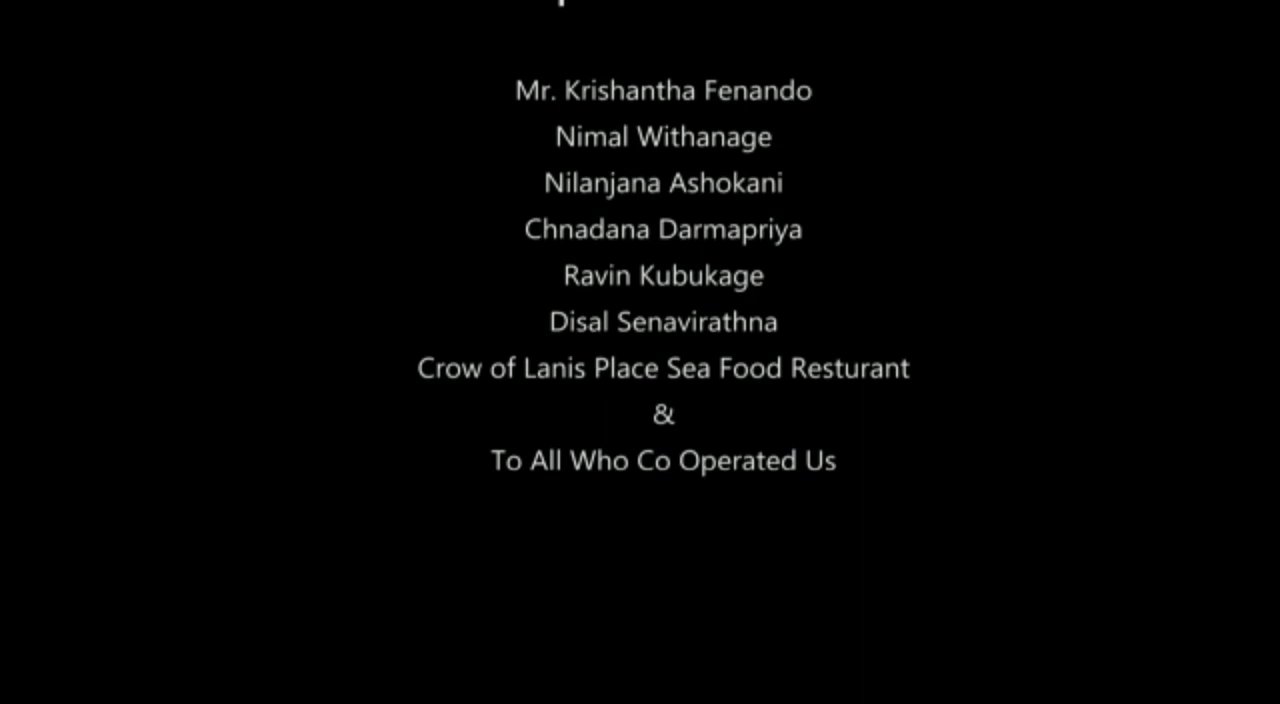 Mr. Krishantha Fenando
Nimal Withanage
Nilanjana Ashokani
Chnadana Darmapriya
Ravin Kubukage
Disal Senavirathna
Crow of Lanis Place Sea Food Resturant
&
To All Who Co Operated Us